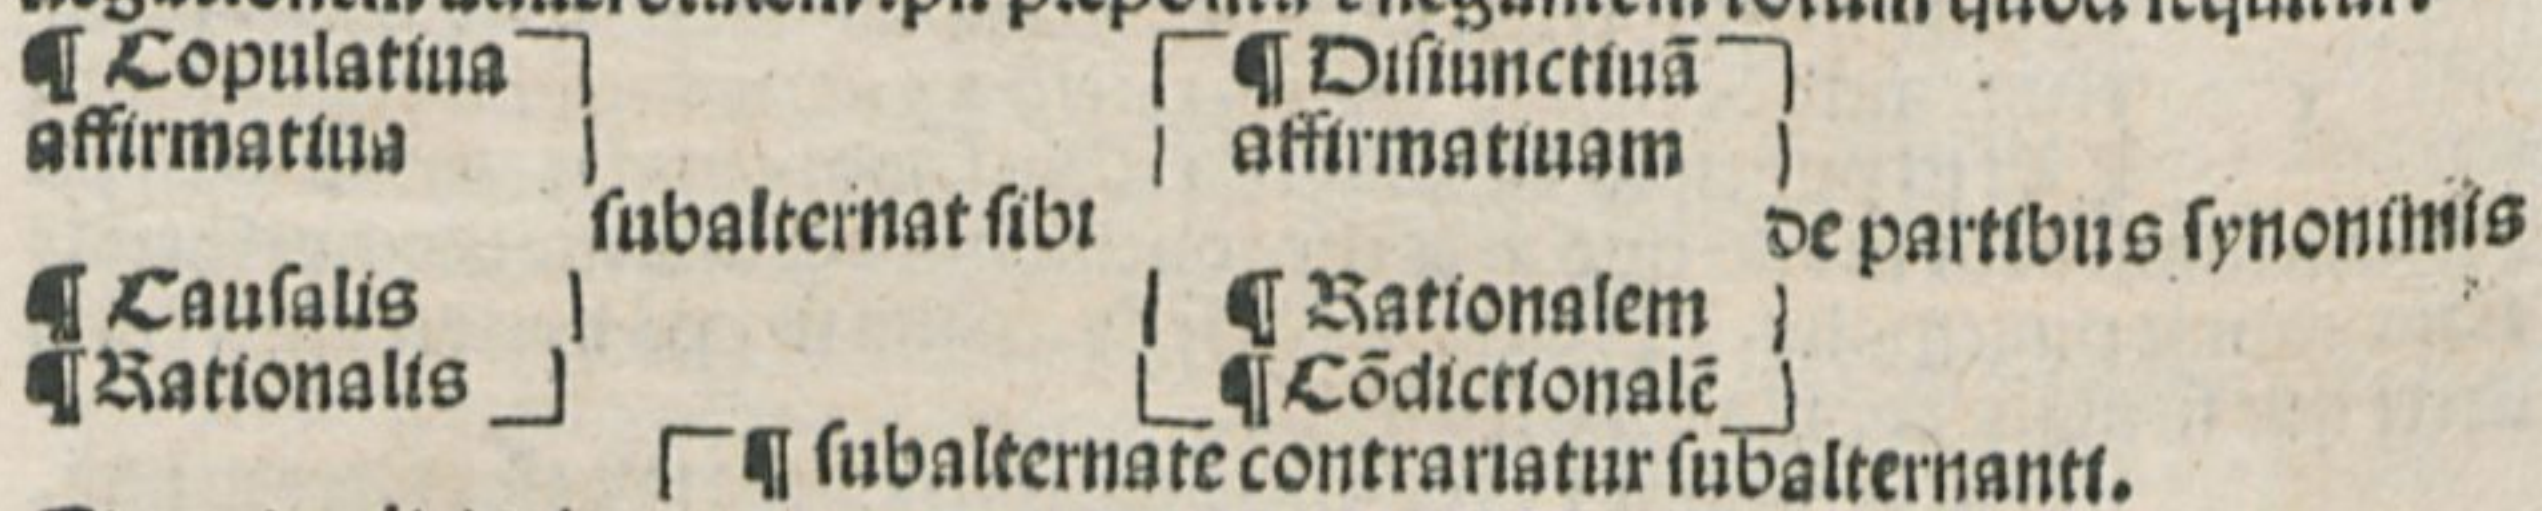 ¶ Copulatiua ¶ Disiunctiuā
affirmatiua affirmatiuam
subalternat sibi de partibus synonimis
¶ Causalis ¶ Rationalem
¶ Rationalis ¶ Cōdictionalē
¶ subalternate contrariatur subalternanti.